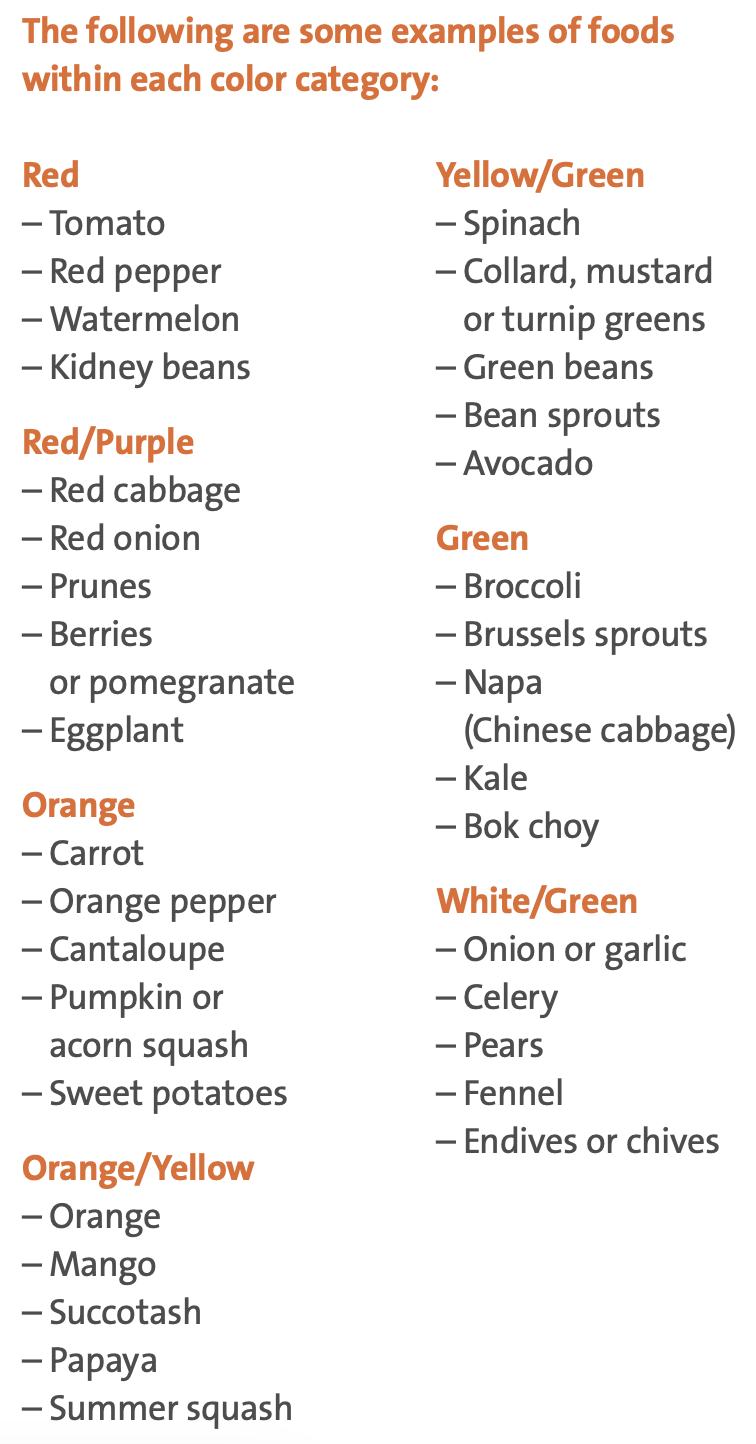 The following are some examples of foods
within each color category:
Red
– Tomato
– Red pepper
– Watermelon
– Kidney beans
Red/Purple
– Red cabbage
– Red onion
– Prunes
– Berries
or pomegranate
– Eggplant
Orange
– Carrot
– Orange pepper
– Cantaloupe
– Pumpkin or
acorn squash
– Sweet potatoes
Orange/Yellow
– Orange
– Mango
– Succotash
– Papaya
– Summer squash
Yellow/Green
– Spinach
– Collard, mustard
or turnip greens
– Green beans
– Bean sprouts
– Avocado
Green
– Broccoli
– Brussels sprouts
– Napa
(Chinese cabbage)
– Kale
– Bok choy
White/Green
– Onion or garlic
– Celery
– Pears
– Fennel
– Endives or chives